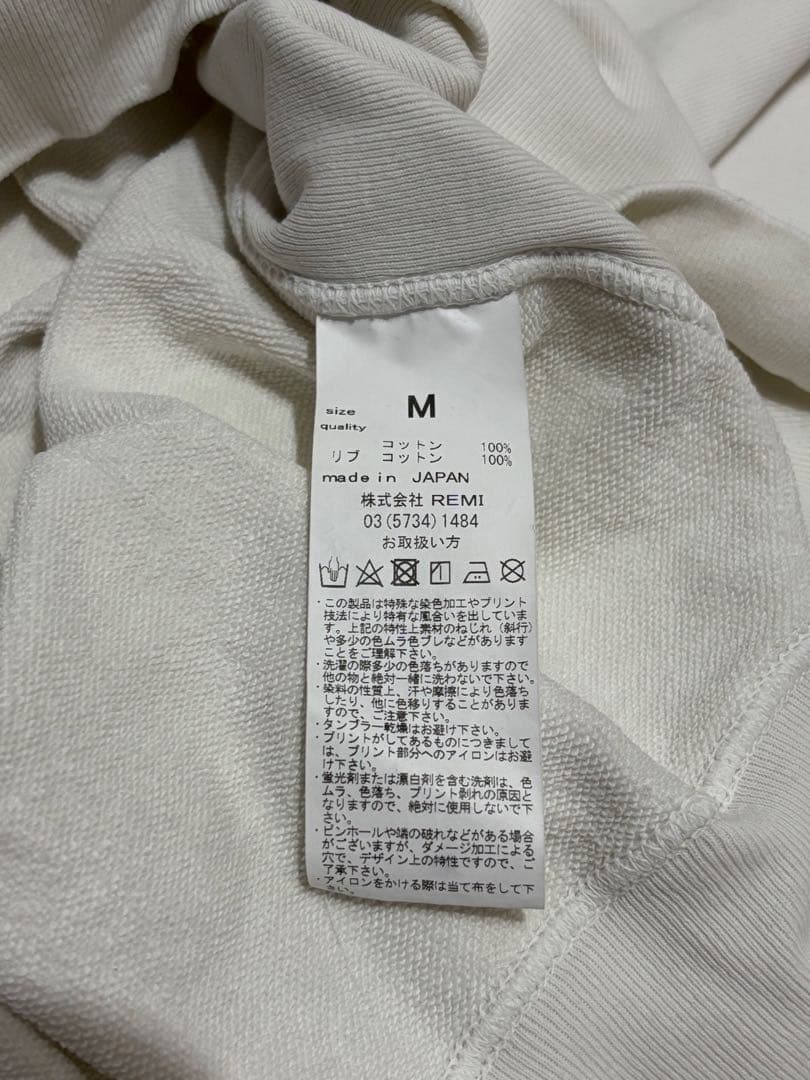 size M
quality
コットン 100%
リブ コットン 100%
made in JAPAN
株式会社 REMI
03(5734)1484
お取扱い方
・この製品は特殊な染色加工やプリント
技法により特有な風合いを出していま
す。上記の特性上素材のねじれ（斜行）
や多少の色ムラ色ブレなどがあります
ことをご理解下さい。
・洗濯の際多少の色落ちがありますので
他の物と絶対一緒に洗わないで下さい。
・染料の性質上、汗や摩擦により色落ち
したり、他に色移りすることがありま
すので、ご注意下さい。
・タンブラー乾燥はお避け下さい。
・プリントがしてあるものにつきまして
は、プリント部分へのアイロンはお避
け下さい。
・蛍光剤または漂白剤を含む洗剤は、色
ムラ、色落ち、プリント剥れの原因と
なりますので、絶対に使用しないで下
さい。
・ピンホールや端の破れなどがある場合
がございますが、ダメージ加工による
穴で、デザイン上の特性ですので、ご
了承下さい。
・アイロンをかける際は当て布をして下
さい。